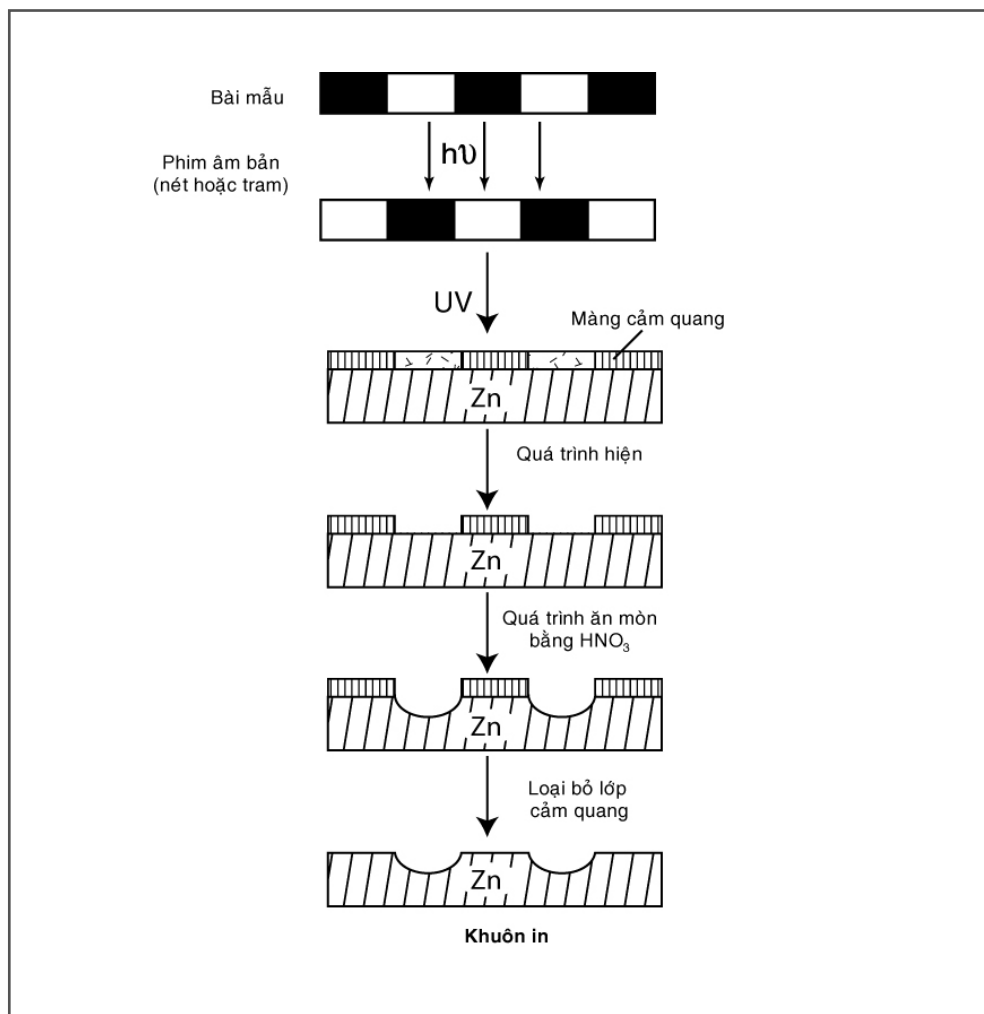 Bài mẫu
hυ
Phim âm bản
(nét hoặc tram)
UV
Màng cảm quang
Zn
Quá trình hiện
Zn
Quá trình ăn mòn
bằng HNO₃
Zn
Loại bỏ lớp
cảm quang
Zn
Khuôn in